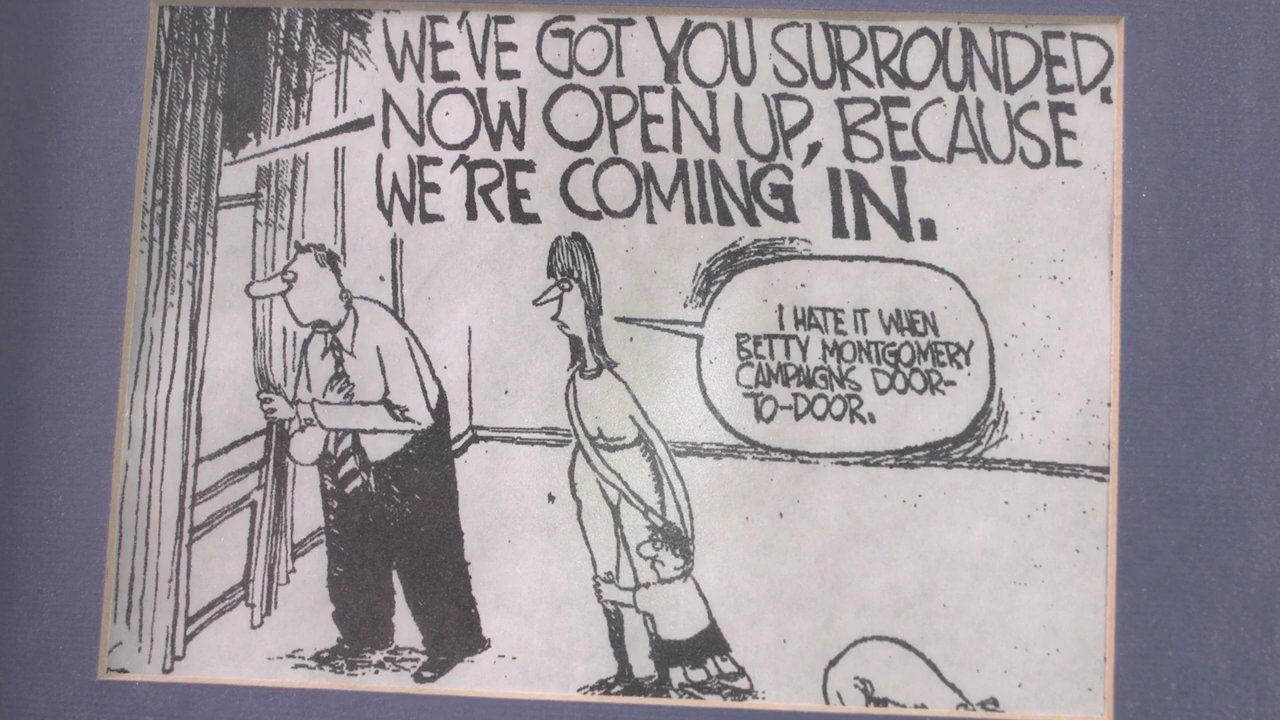 WE'VE GOT YOU SURROUNDED.
NOW OPEN UP, BECAUSE
WE'RE COMING IN.
I HATE IT WHEN
BETTY MONTGOMERY
CAMPAIGNS DOOR-
TO-DOOR.